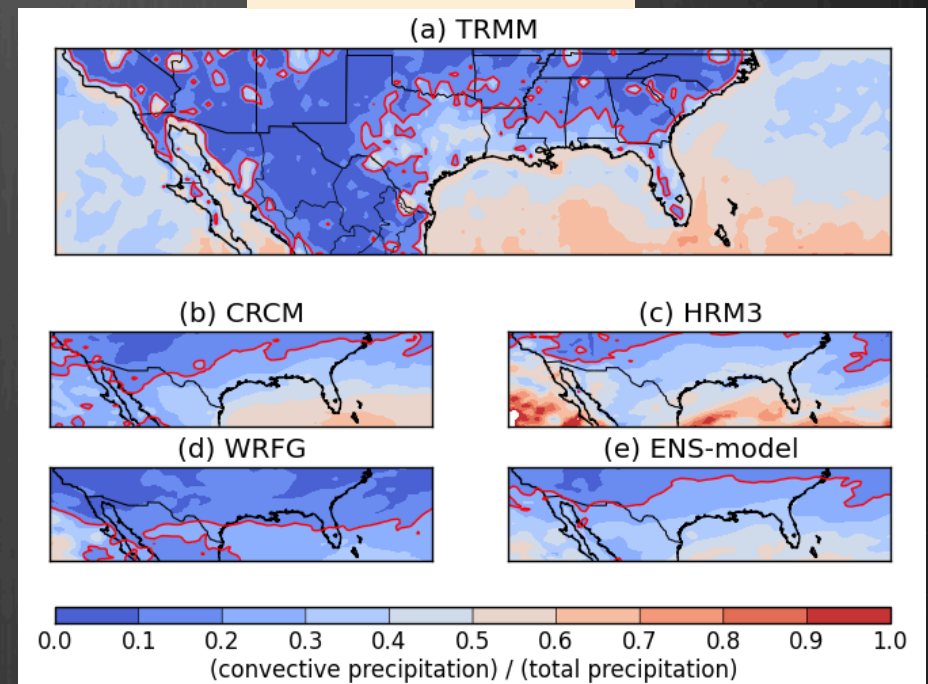 (a) TRMM
(b) CRCM
(c) HRM3
(d) WRFG
(e) ENS-model
0.0 0.1 0.2 0.3 0.4 0.5 0.6 0.7 0.8 0.9 1.0
(convective precipitation) / (total precipitation)